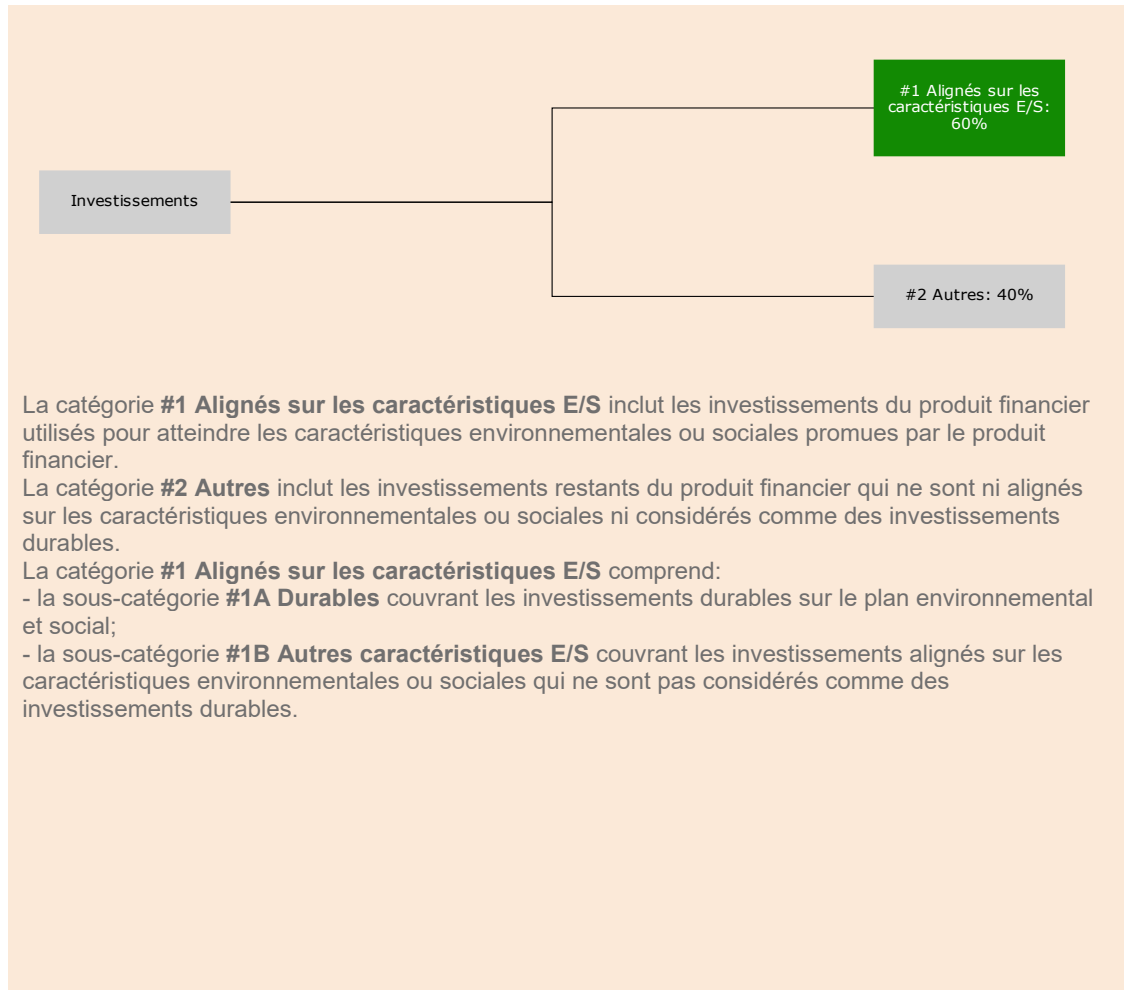 #1 Alignés sur les
caractéristiques E/S:
60%
Investissements
#2 Autres: 40%
La catégorie #1 Alignés sur les caractéristiques E/S inclut les investissements du produit financier
utilisés pour atteindre les caractéristiques environnementales ou sociales promues par le produit
financier.
La catégorie #2 Autres inclut les investissements restants du produit financier qui ne sont ni alignés
sur les caractéristiques environnementales ou sociales ni considérés comme des investissements
durables.
La catégorie #1 Alignés sur les caractéristiques E/S comprend:
- la sous-catégorie #1A Durables couvrant les investissements durables sur le plan environnemental
et social;
- la sous-catégorie #1B Autres caractéristiques E/S couvrant les investissements alignés sur les
caractéristiques environnementales ou sociales qui ne sont pas considérés comme des
investissements durables.